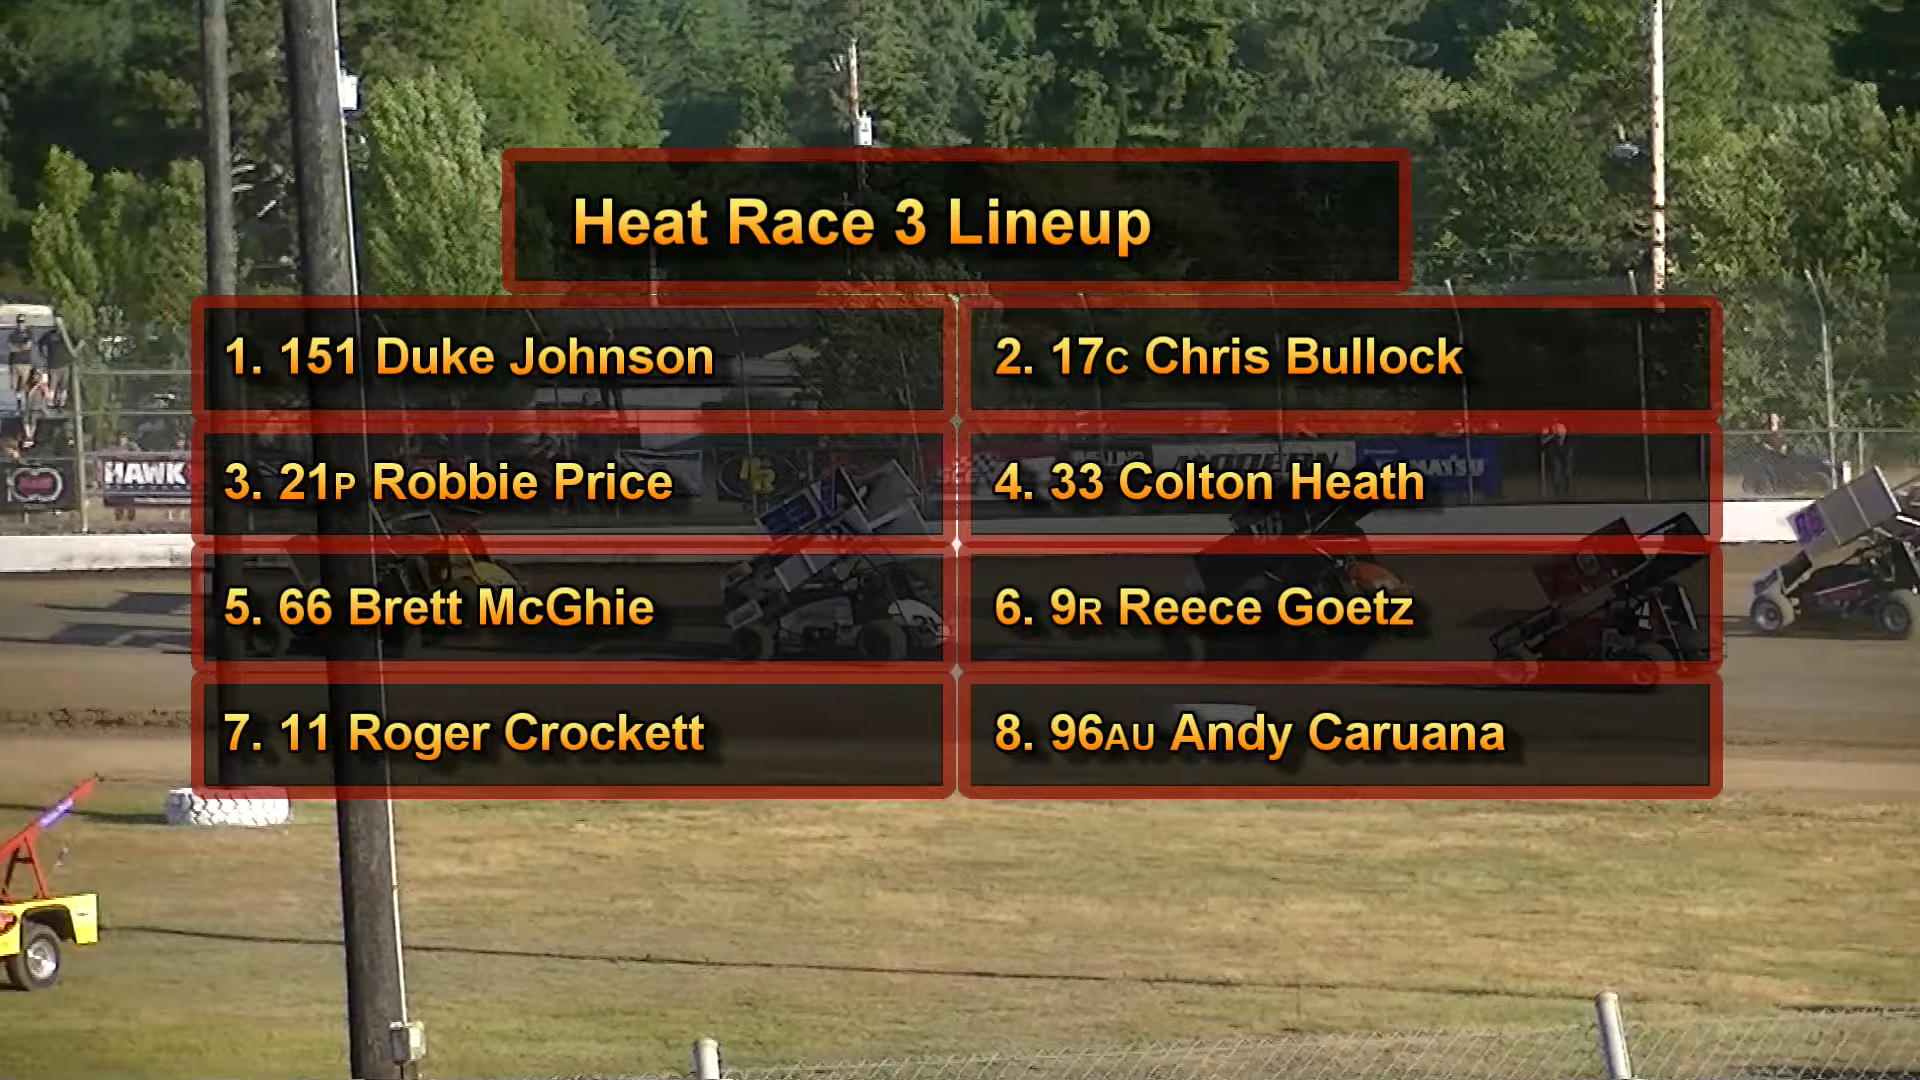 Heat Race 3 Lineup
1. 151 Duke Johnson
2. 17C Chris Bullock
3. 21P Robbie Price
4. 33 Colton Heath
5. 66 Brett McGhie
6. 9R Reece Goetz
7. 11 Roger Crockett
8. 96AU Andy Caruana
HAWK